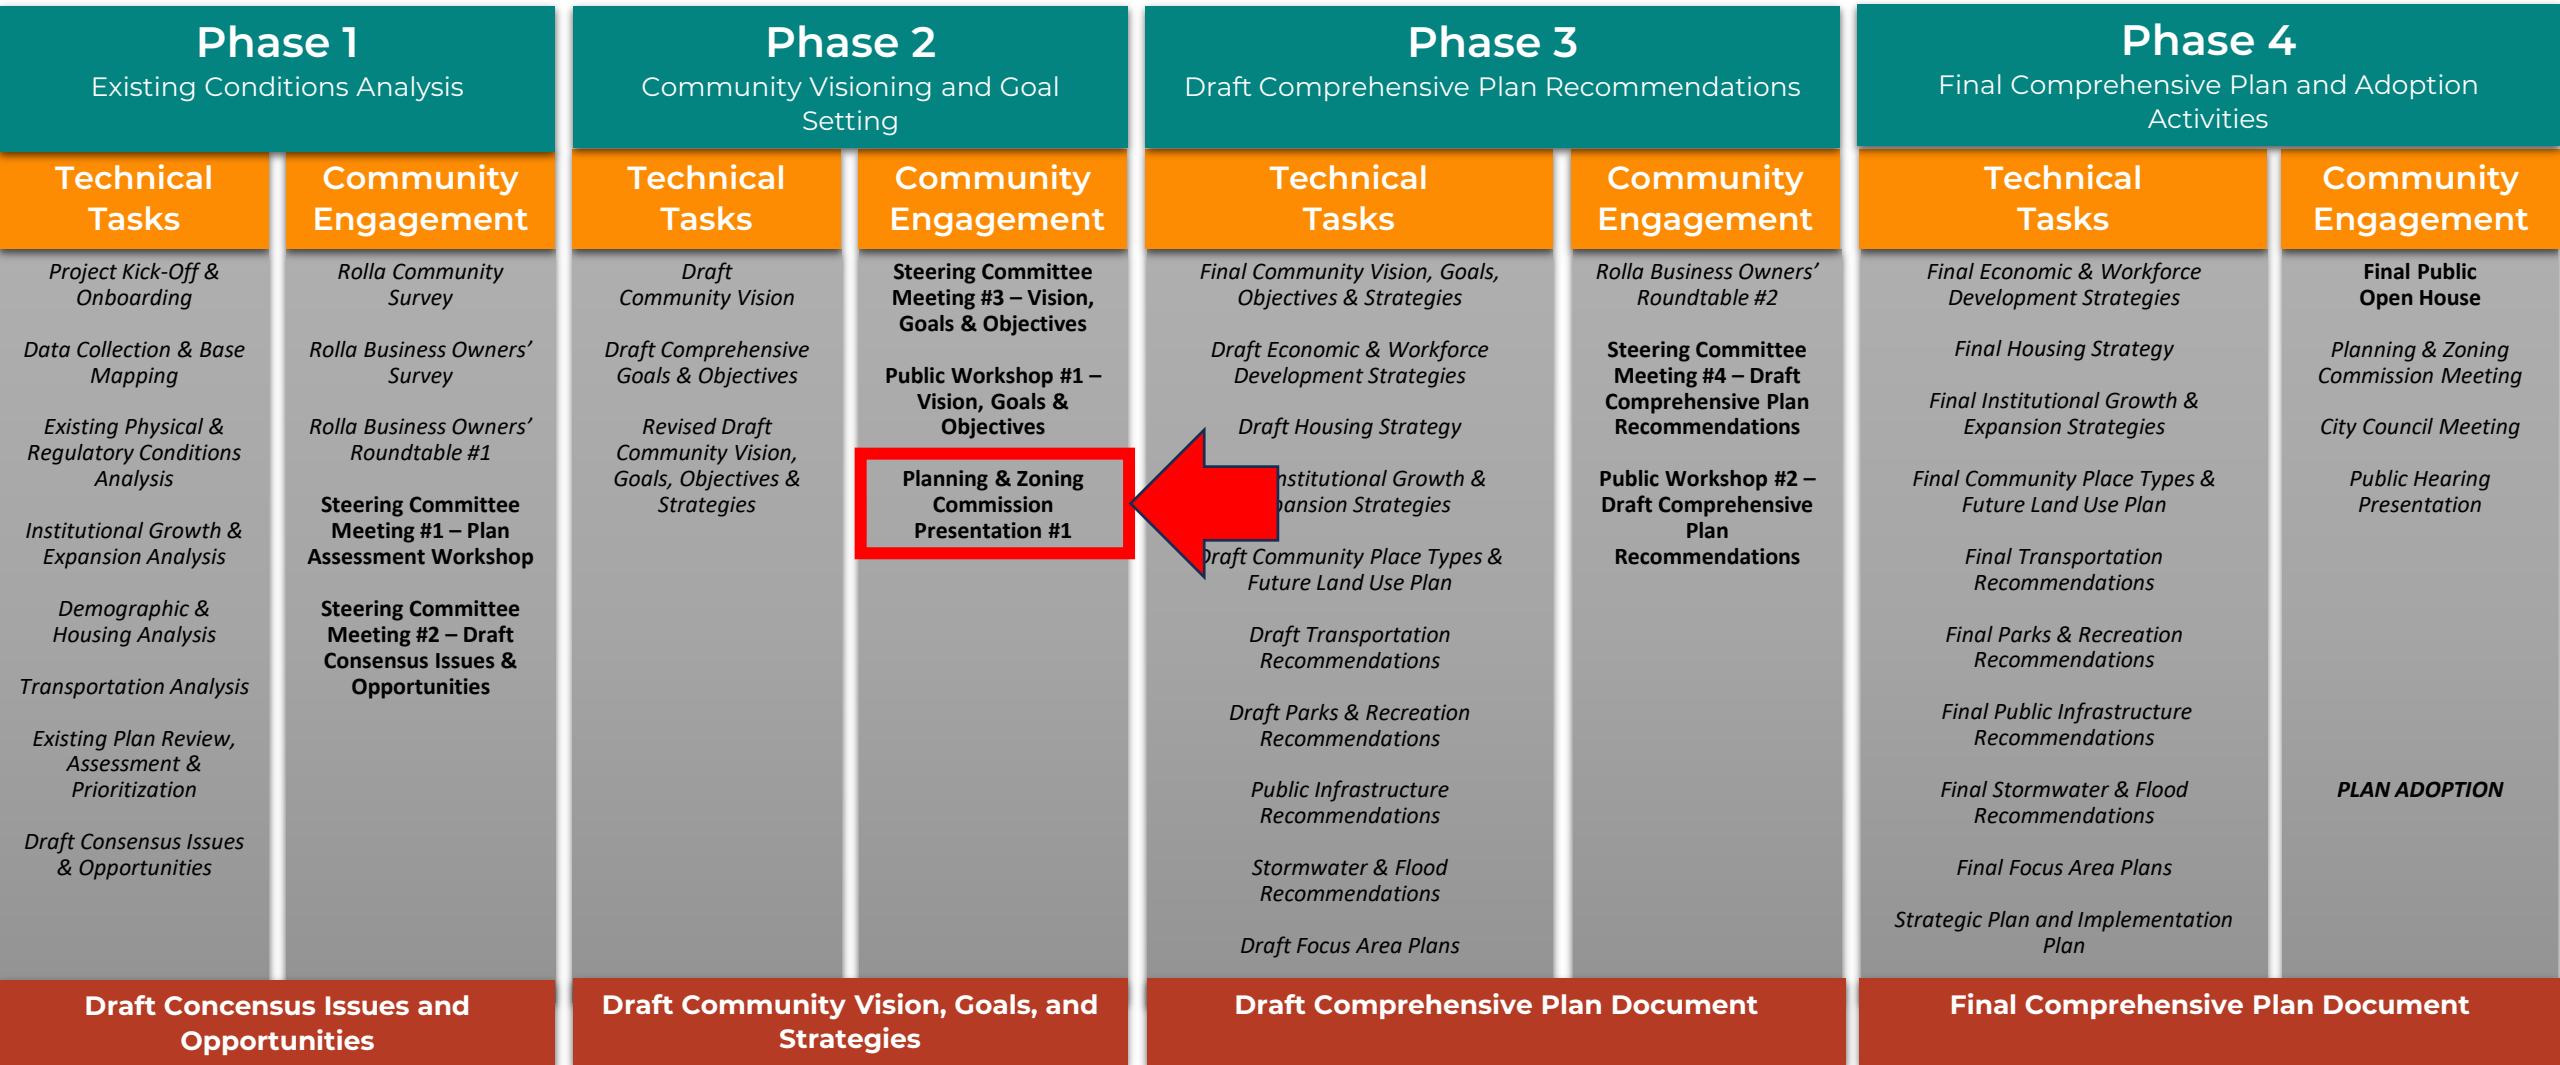 Phase 1
Existing Conditions Analysis
Technical
Tasks
Project Kick-Off &
Onboarding
Data Collection & Base
Mapping
Existing Physical &
Regulatory Conditions
Analysis
Institutional Growth &
Expansion Analysis
Demographic &
Housing Analysis
Transportation Analysis
Existing Plan Review,
Assessment &
Prioritization
Draft Consensus Issues
& Opportunities
Community
Engagement
Rolla Community
Survey
Rolla Business Owners’
Survey
Rolla Business Owners’
Roundtable #1
Steering Committee
Meeting #1 – Plan
Assessment Workshop
Steering Committee
Meeting #2 – Draft
Consensus Issues &
Opportunities
Draft Concensus Issues and
Opportunities
Phase 2
Community Visioning and Goal
Setting
Technical
Tasks
Draft
Community Vision
Draft Comprehensive
Goals & Objectives
Revised Draft
Community Vision,
Goals, Objectives &
Strategies
Community
Engagement
Steering Committee
Meeting #3 – Vision,
Goals & Objectives
Public Workshop #1 –
Vision, Goals &
Objectives
Planning & Zoning
Commission
Presentation #1
Draft Community Vision, Goals, and
Strategies
Phase 3
Draft Comprehensive Plan Recommendations
Technical
Tasks
Final Community Vision, Goals,
Objectives & Strategies
Draft Economic & Workforce
Development Strategies
Draft Housing Strategy
Growth &
Strategies
Draft Community Place Types &
Future Land Use Plan
Draft Transportation
Recommendations
Draft Parks & Recreation
Recommendations
Public Infrastructure
Recommendations
Stormwater & Flood
Recommendations
Draft Focus Area Plans
Community
Engagement
Rolla Business Owners’
Roundtable #2
Steering Committee
Meeting #4 – Draft
Comprehensive Plan
Recommendations
Public Workshop #2 –
Draft Comprehensive
Plan
Recommendations
Draft Comprehensive Plan Document
Phase 4
Final Comprehensive Plan and Adoption
Activities
Technical
Tasks
Final Economic & Workforce
Development Strategies
Final Housing Strategy
Final Institutional Growth &
Expansion Strategies
Final Community Place Types &
Future Land Use Plan
Final Transportation
Recommendations
Final Parks & Recreation
Recommendations
Final Public Infrastructure
Recommendations
Final Stormwater & Flood
Recommendations
Final Focus Area Plans
Strategic Plan and Implementation
Plan
Community
Engagement
Final Public
Open House
Planning & Zoning
Commission Meeting
City Council Meeting
Public Hearing
Presentation
PLAN ADOPTION
Final Comprehensive Plan Document